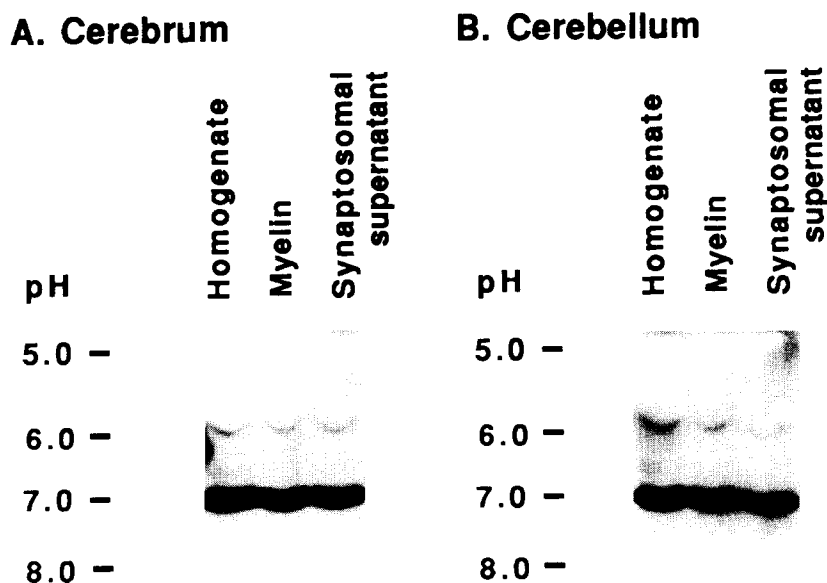 A. Cerebrum
Homogenate
Myelin
Synaptosomal
supernatant
pH
5.0
6.0
7.0
8.0
B. Cerebellum
Homogenate
Myelin
Synaptosomal
supernatant
pH
5.0
6.0
7.0
8.0